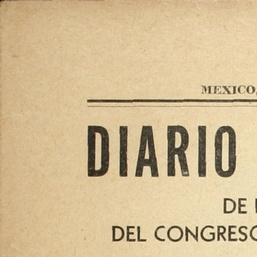 MEXICO,
DIARIO
DE
DEL CONGRESO